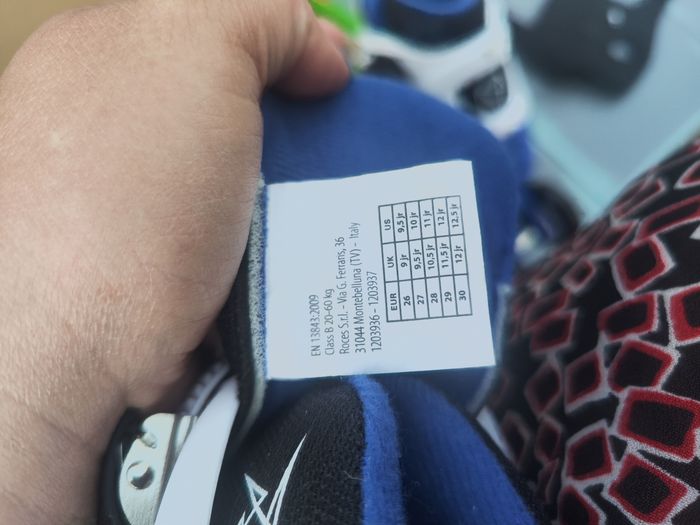 EN 13843:2009
Class B 20-60 kg
Roces S.r.l. - Via G. Ferraris, 36
31044 Montebelluna (TV) - Italy
1203936 - 1203937
EUR UK US
26 9 jr 9,5 jr
27 9,5 jr 10 jr
28 10,5 jr 11 jr
29 11,5 jr 12 jr
30 12 jr 12,5 jr